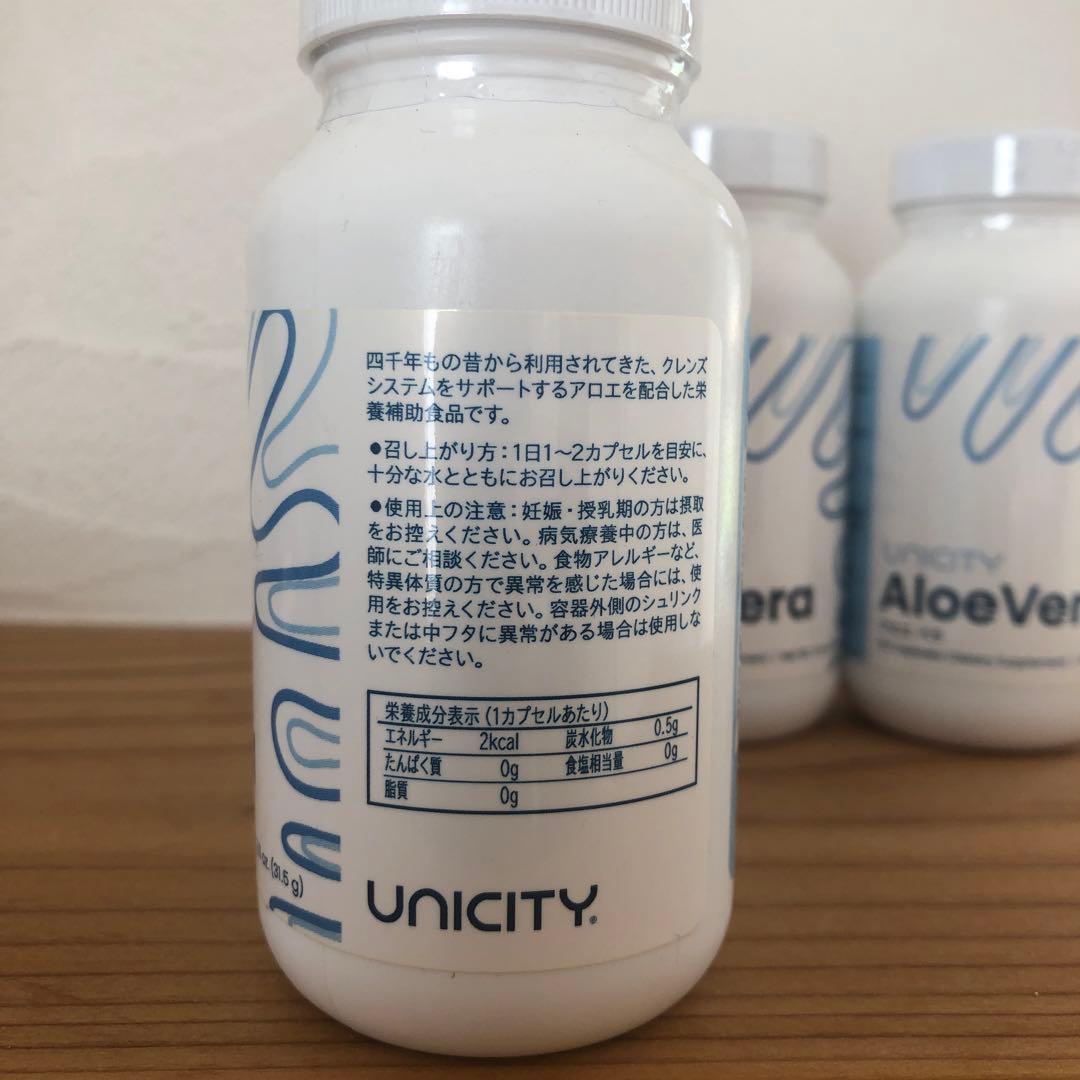 四千年もの昔から利用されてきた、クレンズ
システムをサポートするアロエを配合した栄
養補助食品です。
●召し上がり方：1日1～2カプセルを目安に、
十分な水とともにお召し上がりください。
●使用上の注意：妊娠・授乳期の方は摂取
をお控えください。病気療養中の方は、医
師にご相談ください。食物アレルギーなど、
特異体質の方で異常を感じた場合には、使
用をお控えください。容器外側のシュリンク
または中フタに異常がある場合は使用しな
いでください。
栄養成分表示（1カプセルあたり）
エネルギー 2kcal 炭水化物 0.5g
たんぱく質 0g 食塩相当量 0g
脂質 0g
UNICITY®
oz. (31.5 g)
era
UNICITY
AloeVer